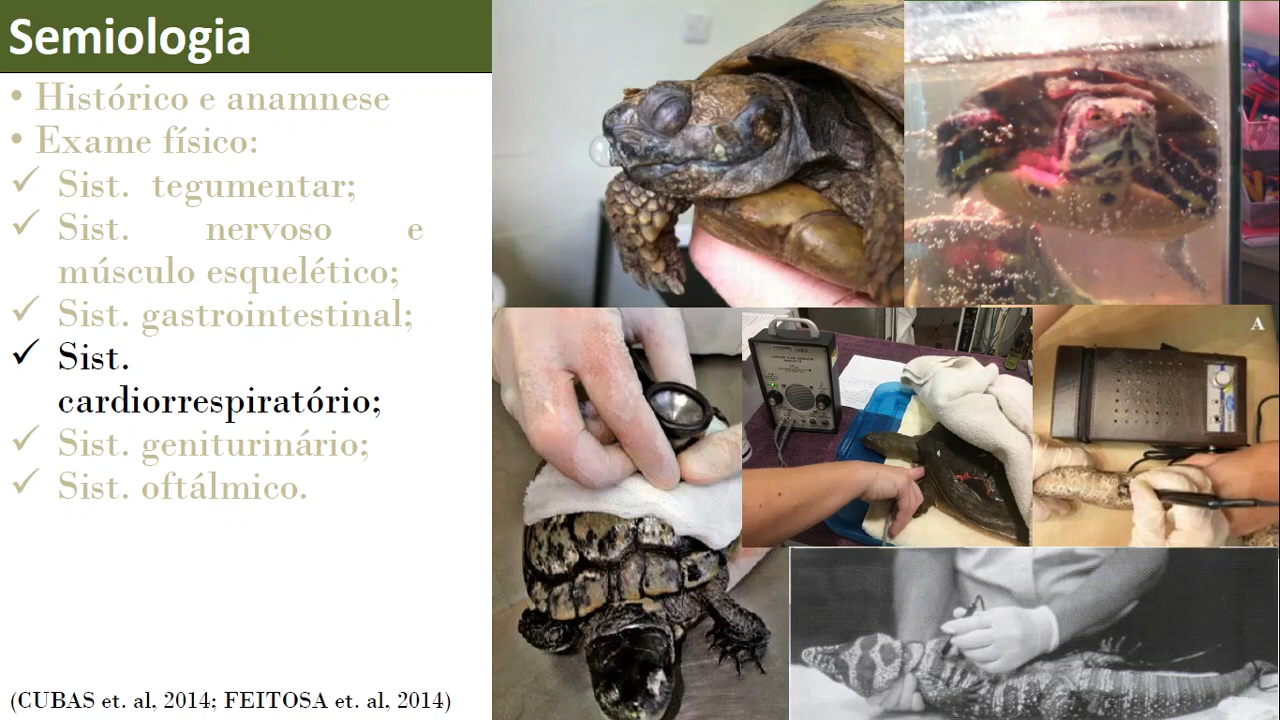 Semiologia
• Histórico e anamnese
• Exame físico:
✓ Sist. tegumentar;
✓ Sist. nervoso e
músculo esquelético;
✓ Sist. gastrointestinal;
✓ Sist.
cardiorrespiratório;
✓ Sist. geniturinário;
✓ Sist. oftálmico.
(CUBAS et. al, 2014; FEITOSA et. al, 2014)
A